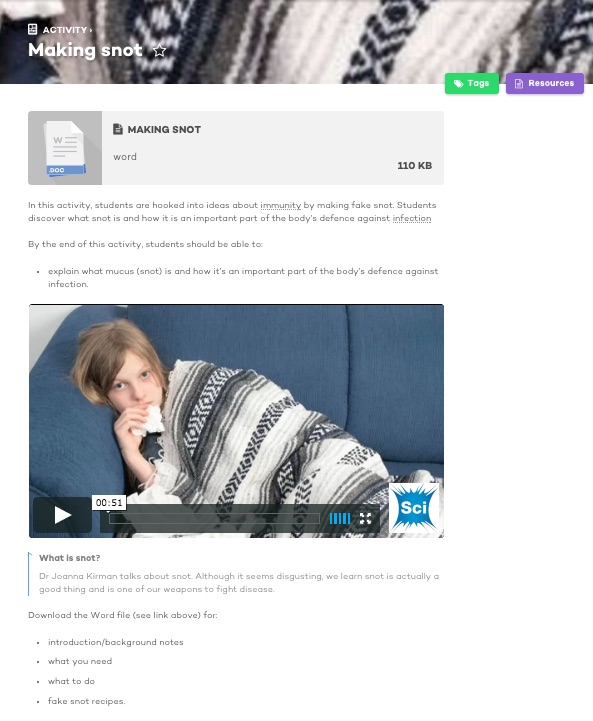 ACTIVITY
Making snot
Tags
Resources
W
.DOC
MAKING SNOT
word
110 KB
In this activity, students are hooked into ideas about immunity by making fake snot. Students
discover what snot is and how it is an important part of the body's defence against infection
By the end of this activity, students should be able to:
• explain what mucus (snot) is and how it's an important part of the body's defence against
infection.
00:51
Sci
What is snot?
Dr Joanna Kirman talks about snot. Although it seems disgusting, we learn snot is actually a
good thing and is one of our weapons to fight disease.
Download the Word file (see link above) for:
• introduction/background notes
• what you need
• what to do
• fake snot recipes.